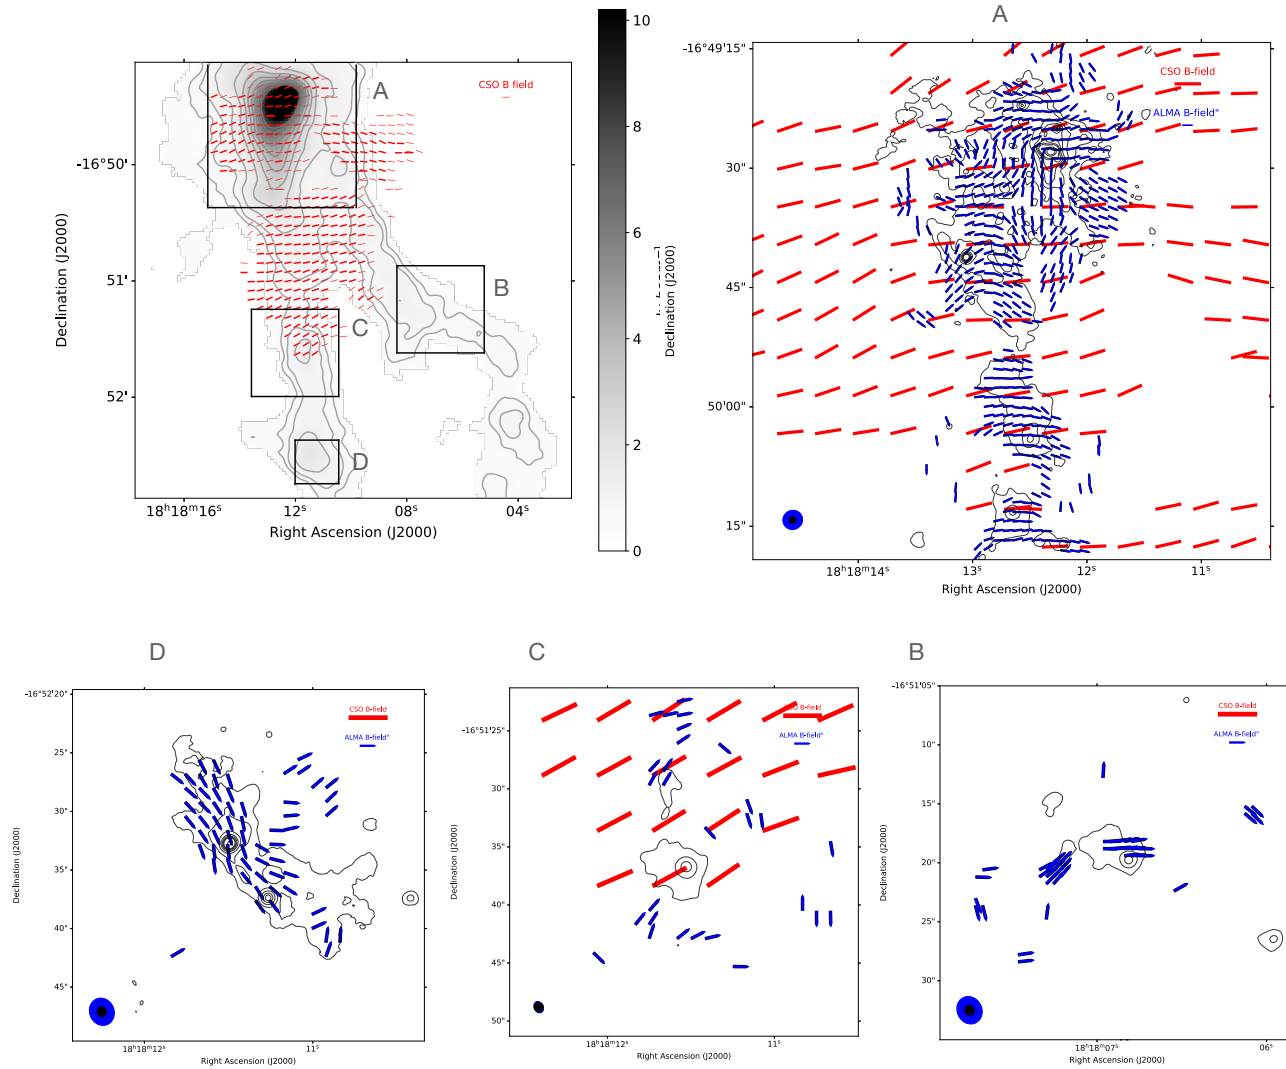 A
CSO B field
A
B
C
D
-16°50'
51'
52'
Declination (J2000)
18ʰ18ᵐ16ˢ
12ˢ
08ˢ
04ˢ
Right Ascension (J2000)
10
8
6
4
2
0
-16°49'15"
30"
45"
50'00"
15"
Declination (J2000)
CSO B-field
ALMA B-field"
18ʰ18ᵐ14ˢ
13ˢ
12ˢ
11ˢ
Right Ascension (J2000)
D
-16°52'20"
25"
30"
35"
40"
45"
Declination (J2000)
CSO B-field
ALMA B-field"
18ʰ18ᵐ12ˢ
11ˢ
Right Ascension (J2000)
C
-16°51'25"
30"
35"
40"
45"
50"
Declination (J2000)
CSO B-field
ALMA B-field"
18ʰ18ᵐ12ˢ
11ˢ
Right Ascension (J2000)
B
-16°51'05"
10"
15"
20"
25"
30"
Declination (J2000)
CSO B-field
ALMA B-field"
18ʰ18ᵐ07ˢ
06ˢ
Right Ascension (J2000)